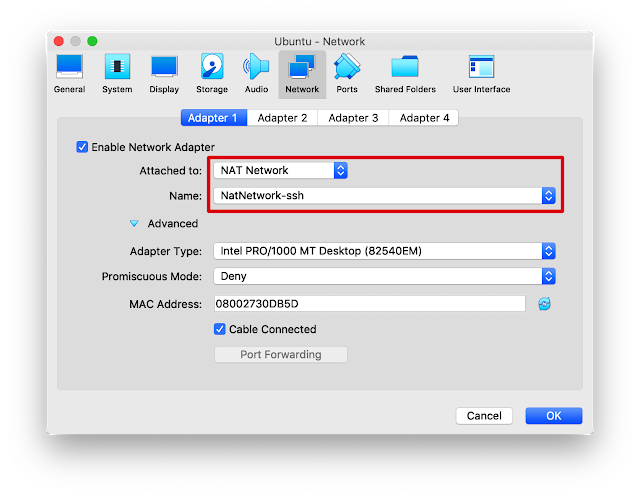 Ubuntu - Network
General System Display Storage Audio Network Ports Shared Folders User Interface
Adapter 1 Adapter 2 Adapter 3 Adapter 4
Enable Network Adapter
Attached to: NAT Network
Name: NatNetwork-ssh
Advanced
Adapter Type: Intel PRO/1000 MT Desktop (82540EM)
Promiscuous Mode: Deny
MAC Address: 08002730DB5D
Cable Connected
Port Forwarding
Cancel OK